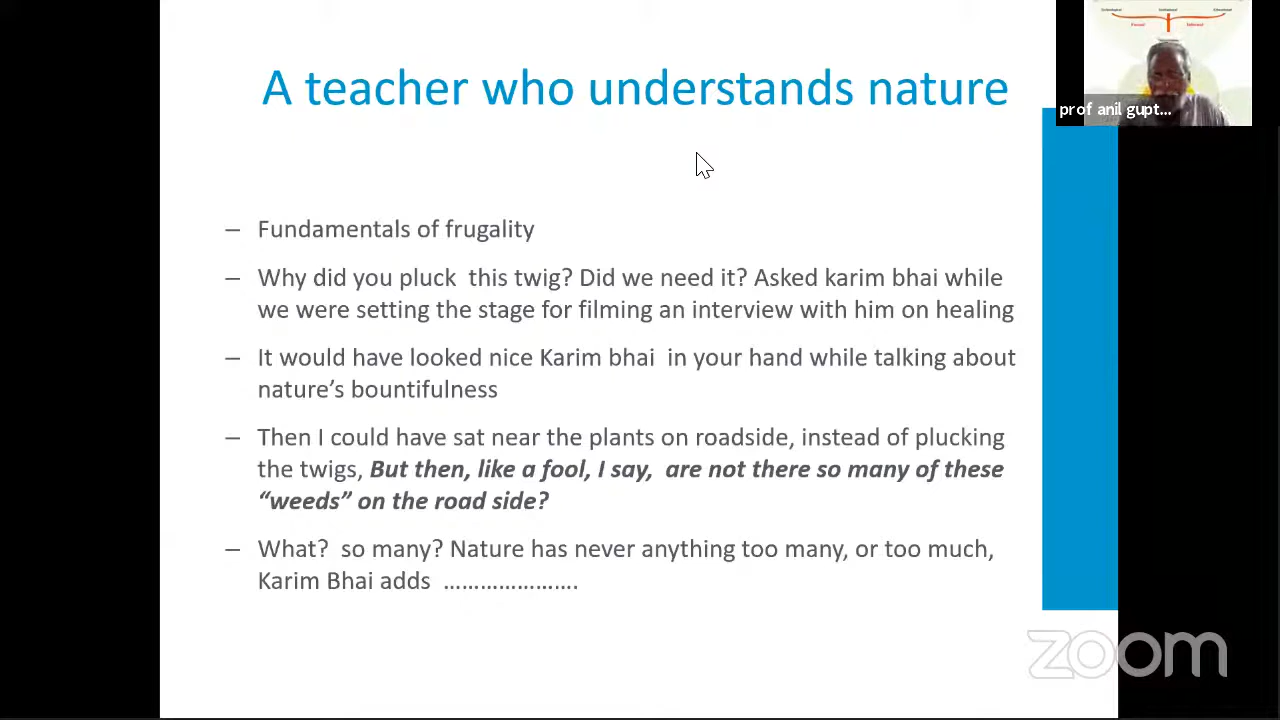 A teacher who understands nature
prof anil gupt...
– Fundamentals of frugality
– Why did you pluck  this twig? Did we need it? Asked karim bhai while
we were setting the stage for filming an interview with him on healing
– It would have looked nice Karim bhai  in your hand while talking about
nature’s bountifulness
– Then I could have sat near the plants on roadside, instead of plucking
the twigs, But then, like a fool, I say,  are not there so many of these
“weeds” on the road side?
– What?  so many? Nature has never anything too many, or too much,
Karim Bhai adds  ………………….
zoom